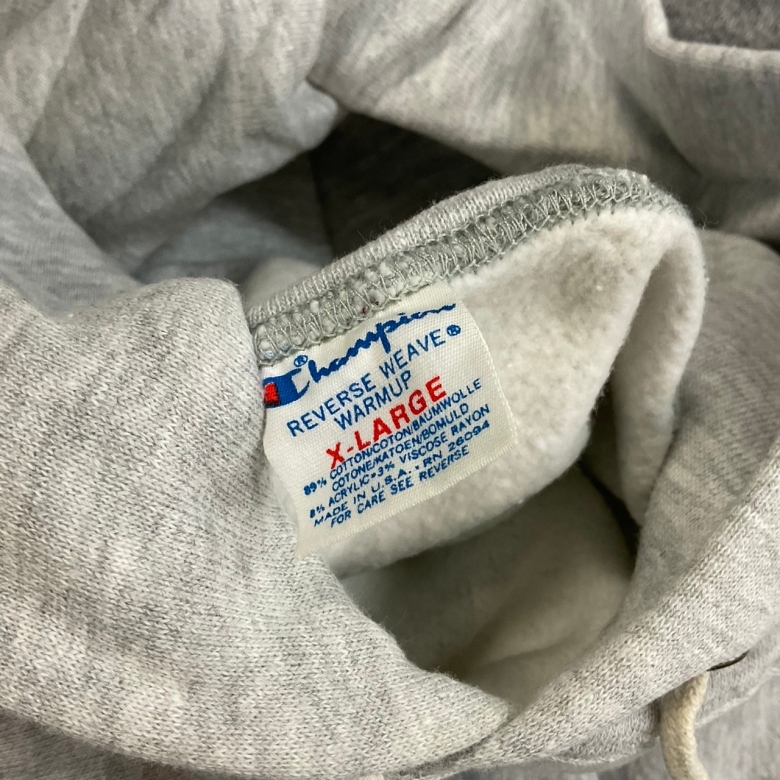 Champion®
REVERSE WEAVE®
WARMUP
X-LARGE
89% COTTON/COTON/BAUMWOLLE
COTONE/KATOEN/BOMULD
8% ACRYLIC•3% VISCOSE RAYON
MADE IN U.S.A. • RN 26094
FOR CARE SEE REVERSE